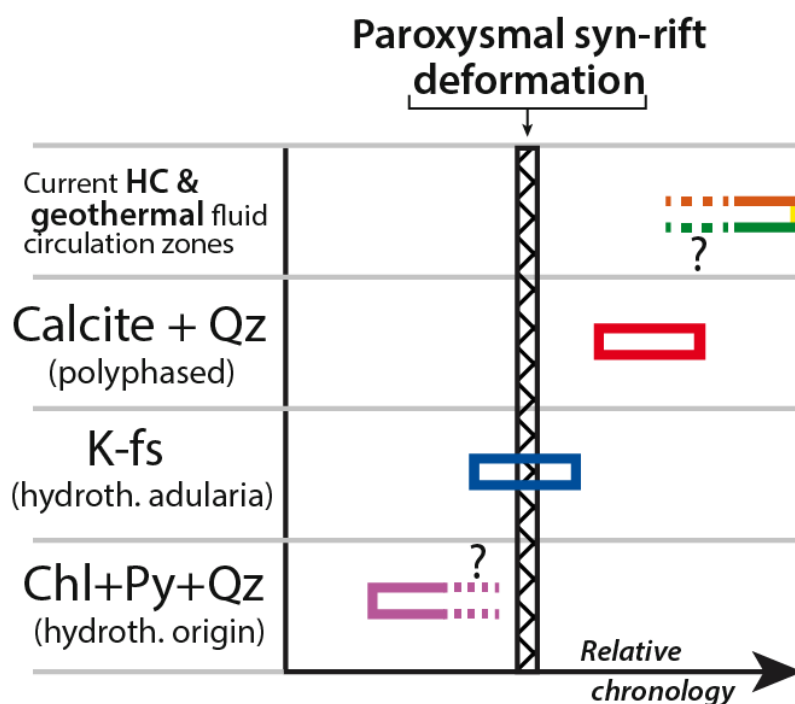 Paroxysmal syn-rift
deformation
Current HC &
geothermal fluid
circulation zones
?
Calcite + Qz
(polyphased)
K-fs
(hydroth. adularia)
?
Chl+Py+Qz
(hydroth. origin)
Relative
chronology